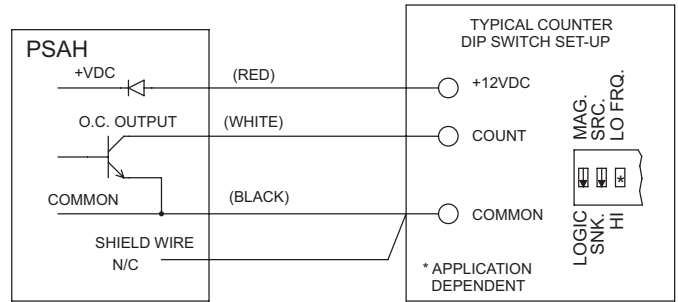 PSAH
+VDC
(RED)
O.C. OUTPUT
(WHITE)
COMMON
(BLACK)
SHIELD WIRE
N/C
TYPICAL COUNTER
DIP SWITCH SET-UP
+12VDC
COUNT
COMMON
MAG.
SRC.
LO FRQ.
*
LOGIC
SNK.
HI
* APPLICATION
DEPENDENT